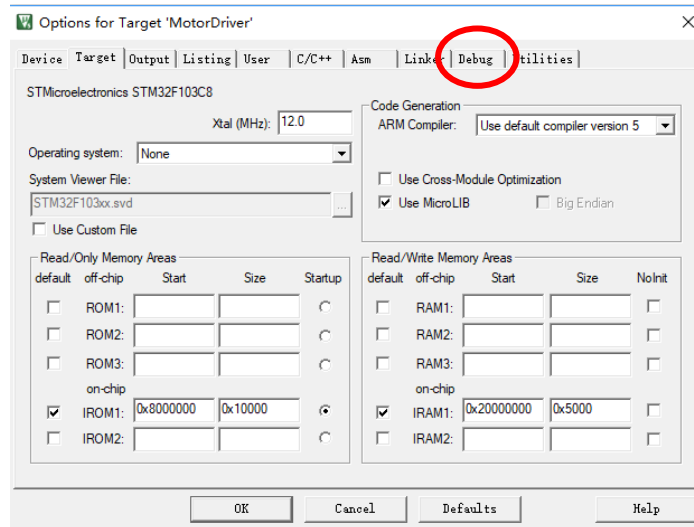 Options for Target 'MotorDriver'
Device Target Output Listing User C/C++ Asm Linker Debug Utilities
STMicroelectronics STM32F103C8
Xtal (MHz): 12.0
Operating system: None
System Viewer File:
STM32F103xx.svd ...
Use Custom File
Code Generation
ARM Compiler: Use default compiler version 5
Use Cross-Module Optimization
Use MicroLIB Big Endian
Read/Only Memory Areas
default off-chip Start Size Startup
ROM1:
ROM2:
ROM3:
on-chip
IROM1: 0x8000000 0x10000
IROM2:
Read/Write Memory Areas
default off-chip Start Size NoInit
RAM1:
RAM2:
RAM3:
on-chip
IRAM1: 0x20000000 0x5000
IRAM2:
OK Cancel Defaults Help